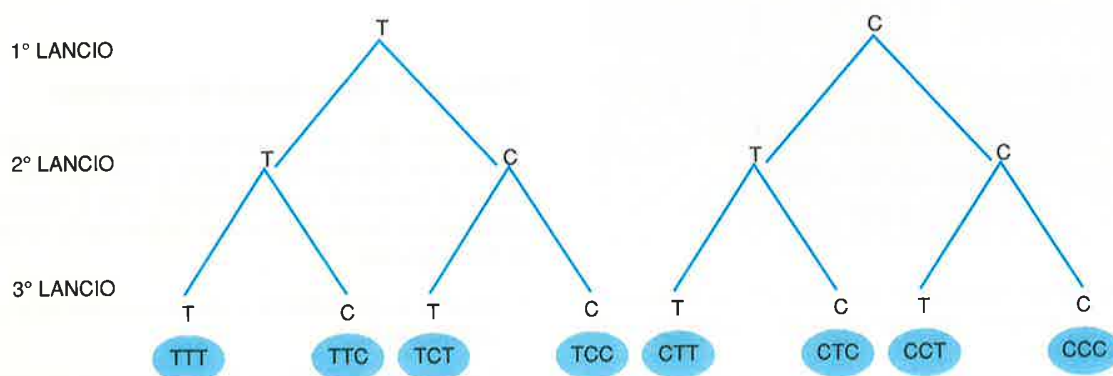 T C
1° LANCIO
T C T C
2° LANCIO
3° LANCIO
T C T C T C T C
TTT TTC TCT TCC CTT CTC CCT CCC